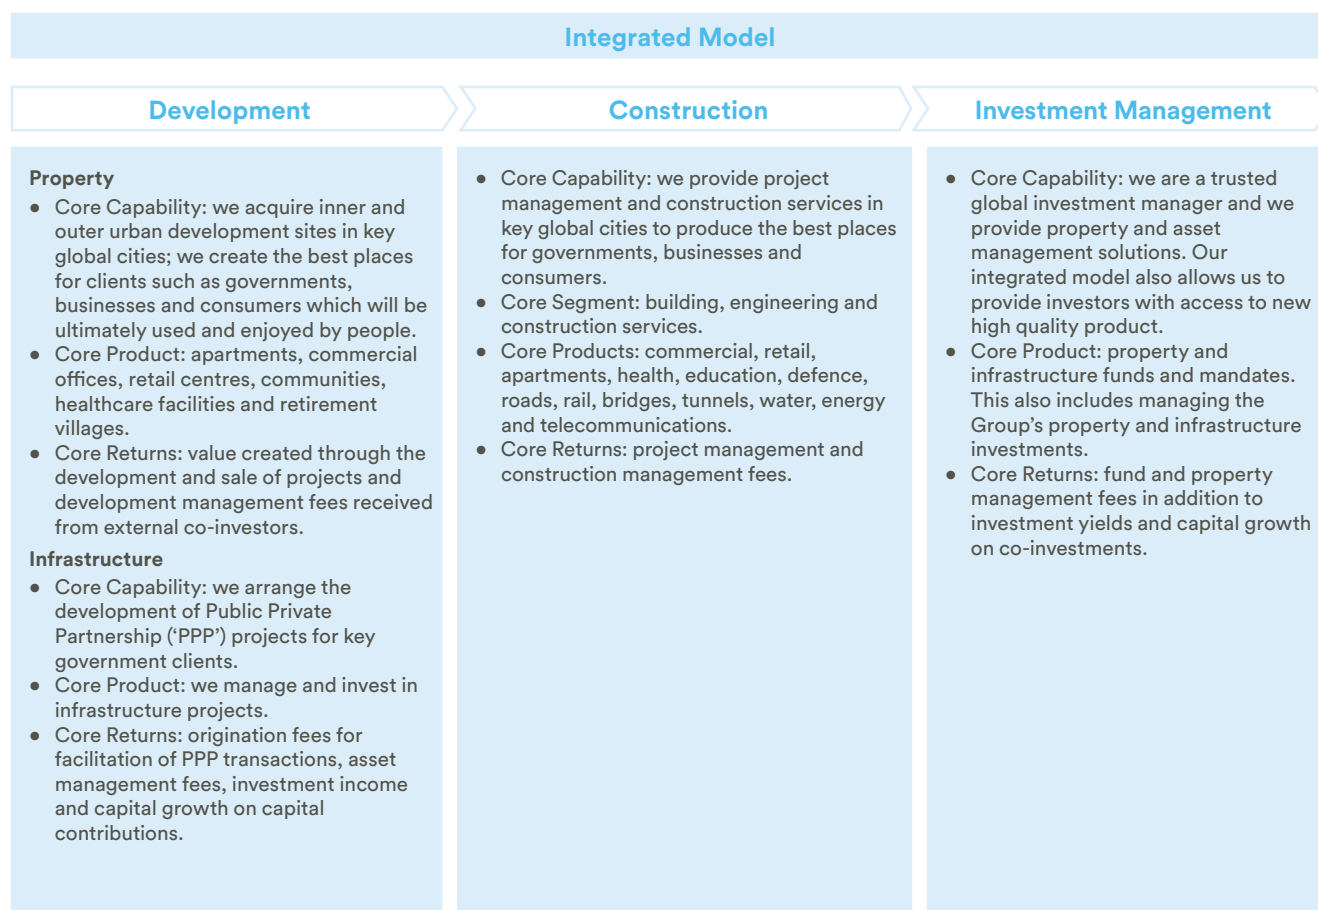 Integrated Model
Development
Construction
Investment Management
Property
● Core Capability: we acquire inner and
outer urban development sites in key
global cities; we create the best places
for clients such as governments,
businesses and consumers which will be
ultimately used and enjoyed by people.
● Core Product: apartments, commercial
offices, retail centres, communities,
healthcare facilities and retirement
villages.
● Core Returns: value created through the
development and sale of projects and
development management fees received
from external co-investors.
Infrastructure
● Core Capability: we arrange the
development of Public Private
Partnership (‘PPP’) projects for key
government clients.
● Core Product: we manage and invest in
infrastructure projects.
● Core Returns: origination fees for
facilitation of PPP transactions, asset
management fees, investment income
and capital growth on capital
contributions.
● Core Capability: we provide project
management and construction services in
key global cities to produce the best places
for governments, businesses and
consumers.
● Core Segment: building, engineering and
construction services.
● Core Products: commercial, retail,
apartments, health, education, defence,
roads, rail, bridges, tunnels, water, energy
and telecommunications.
● Core Returns: project management and
construction management fees.
● Core Capability: we are a trusted
global investment manager and we
provide property and asset
management solutions. Our
integrated model also allows us to
provide investors with access to new
high quality product.
● Core Product: property and
infrastructure funds and mandates.
This also includes managing the
Group’s property and infrastructure
investments.
● Core Returns: fund and property
management fees in addition to
investment yields and capital growth
on co-investments.